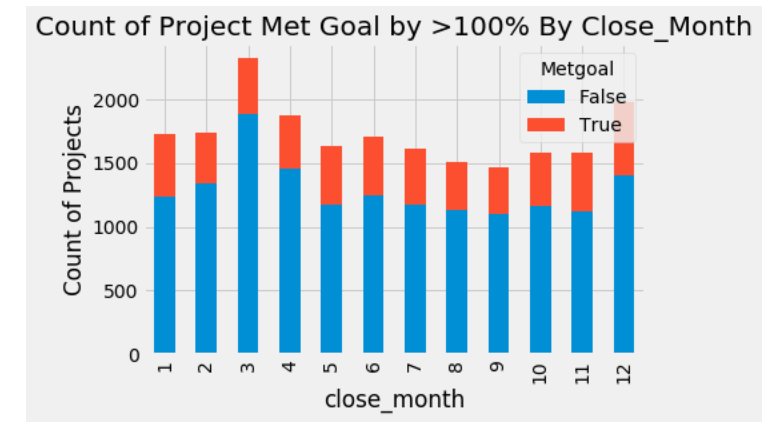 Count of Project Met Goal by >100% By Close_Month
Metgoal
False
True
Count of Projects
2000
1500
1000
500
0
1 2 3 4 5 6 7 8 9 10 11 12
close_month